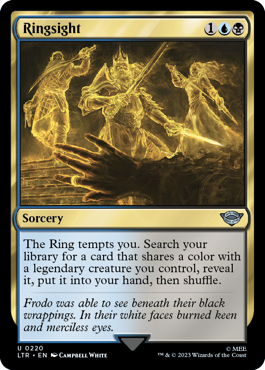 Ringsight 1
Sorcery
The Ring tempts you. Search your
library for a card that shares a color with
a legendary creature you control, reveal
it, put it into your hand, then shuffle.
Frodo was able to see beneath their black
wrappings. In their white faces burned keen
and merciless eyes.
U 0220 © MEE
LTR • EN CAMPBELL WHITE ™ & © 2023 Wizards of the Coast